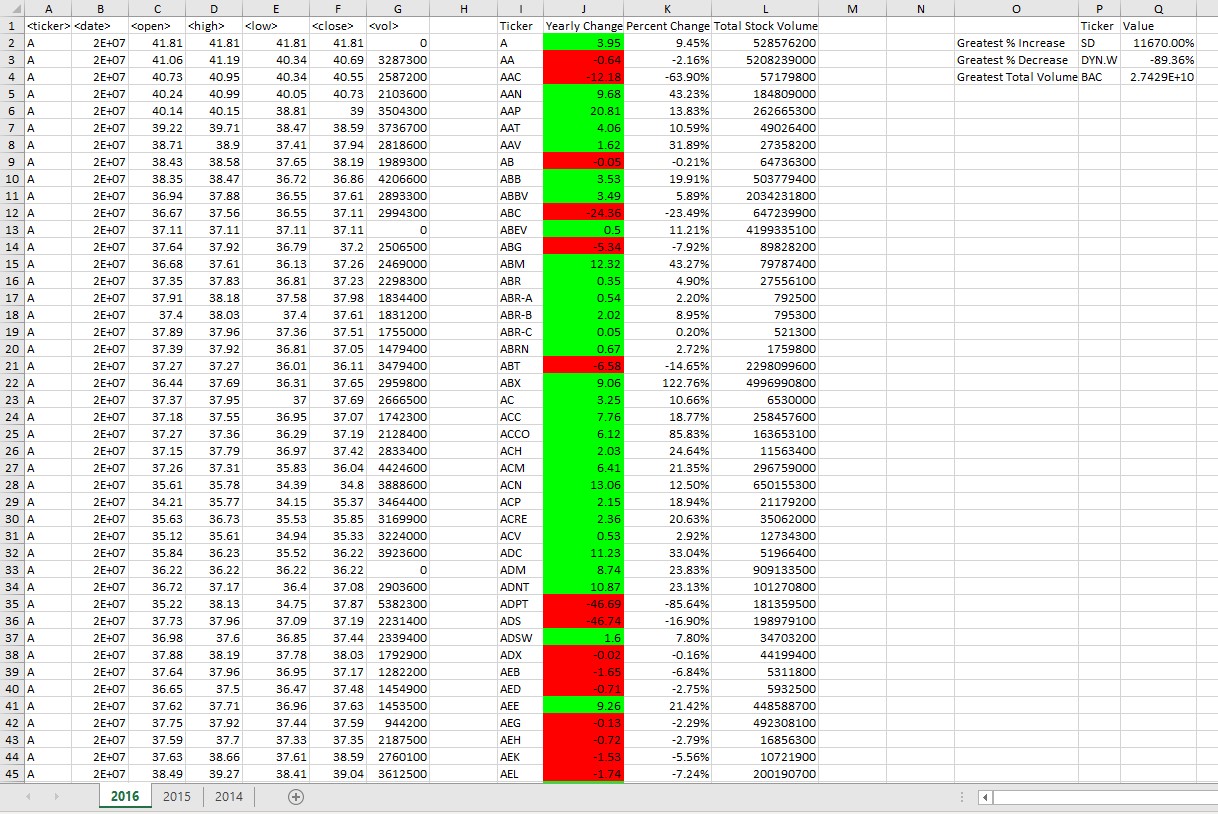 A B C D E F G H I J K L M N O P Q
1 <ticker> <date> <open> <high> <low> <close> <vol> Ticker Yearly Change Percent Change Total Stock Volume Ticker Value
2 A 2E+07 41.81 41.81 41.81 41.81 0 A 3.95 9.45% 528576200 Greatest % Increase SD 11670.00%
3 A 2E+07 41.06 41.19 40.34 40.69 3287300 AA -0.64 -2.16% 5208239000 Greatest % Decrease DYN.W -89.36%
4 A 2E+07 40.73 40.95 40.34 40.55 2587200 AAC -12.18 -63.90% 57179800 Greatest Total Volume BAC 2.7429E+10
5 A 2E+07 40.24 40.99 40.05 40.73 2103600 AAN 9.68 43.23% 184809000
6 A 2E+07 40.14 40.15 38.81 39 3504300 AAP 20.81 13.83% 262665300
7 A 2E+07 39.22 39.71 38.47 38.59 3736700 AAT 4.06 10.59% 49026400
8 A 2E+07 38.71 38.9 37.41 37.94 2818600 AAV 1.62 31.89% 27358200
9 A 2E+07 38.43 38.58 37.65 38.19 1989300 AB -0.05 -0.21% 64736300
10 A 2E+07 38.35 38.47 36.72 36.86 4206600 ABB 3.53 19.91% 503779400
11 A 2E+07 36.94 37.88 36.55 37.61 2893300 ABBV 3.49 5.89% 2034231800
12 A 2E+07 36.67 37.56 36.55 37.11 2994300 ABC -24.36 -23.49% 647239900
13 A 2E+07 37.11 37.11 37.11 37.11 0 ABEV 0.5 11.21% 4199335100
14 A 2E+07 37.64 37.92 36.79 37.2 2506500 ABG -5.34 -7.92% 89828200
15 A 2E+07 36.68 37.61 36.13 37.26 2469000 ABM 12.32 43.27% 79787400
16 A 2E+07 37.35 37.83 36.81 37.23 2298300 ABR 0.35 4.90% 27556100
17 A 2E+07 37.91 38.18 37.58 37.98 1834400 ABR-A 0.54 2.20% 792500
18 A 2E+07 37.4 38.03 37.4 37.61 1831200 ABR-B 2.02 8.95% 795300
19 A 2E+07 37.89 37.96 37.36 37.51 1755000 ABR-C 0.05 0.20% 521300
20 A 2E+07 37.39 37.92 36.81 37.05 1479400 ABRN 0.67 2.72% 1759800
21 A 2E+07 37.27 37.27 36.01 36.11 3479400 ABT -6.58 -14.65% 2298099600
22 A 2E+07 36.44 37.69 36.31 37.65 2959800 ABX 9.06 122.76% 4996990800
23 A 2E+07 37.37 37.95 37 37.69 2666500 AC 3.25 10.66% 6530000
24 A 2E+07 37.18 37.55 36.95 37.07 1742300 ACC 7.76 18.77% 258457600
25 A 2E+07 37.27 37.36 36.29 37.19 2128400 ACCO 6.12 85.83% 163653100
26 A 2E+07 37.15 37.79 36.97 37.42 2833400 ACH 2.03 24.64% 11563400
27 A 2E+07 37.26 37.31 35.83 36.04 4424600 ACM 6.41 21.35% 296759000
28 A 2E+07 35.61 35.78 34.39 34.8 3888600 ACN 13.06 12.50% 650155300
29 A 2E+07 34.21 35.77 34.15 35.37 3464400 ACP 2.15 18.94% 21179200
30 A 2E+07 35.63 36.73 35.53 35.85 3169900 ACRE 2.36 20.63% 35062000
31 A 2E+07 35.12 35.61 34.94 35.33 3224000 ACV 0.53 2.92% 12734300
32 A 2E+07 35.84 36.23 35.52 36.22 3923600 ADC 11.23 33.04% 51966400
33 A 2E+07 36.22 36.22 36.22 36.22 0 ADM 8.74 23.83% 909133500
34 A 2E+07 36.72 37.17 36.4 37.08 2903600 ADNT 10.87 23.13% 101270800
35 A 2E+07 35.22 38.13 34.75 37.87 5382300 ADPT -46.69 -85.64% 181359500
36 A 2E+07 37.73 37.96 37.09 37.19 2231400 ADS -46.74 -16.90% 198979100
37 A 2E+07 36.98 37.6 36.85 37.44 2339400 ADSW 1.6 7.80% 34703200
38 A 2E+07 37.88 38.19 37.78 38.03 1792900 ADX -0.02 -0.16% 44199400
39 A 2E+07 37.64 37.96 36.95 37.17 1282200 AEB -1.65 -6.84% 5311800
40 A 2E+07 36.65 37.5 36.47 37.48 1454900 AED -0.71 -2.75% 5932500
41 A 2E+07 37.62 37.71 36.96 37.63 1453500 AEE 9.26 21.42% 448588700
42 A 2E+07 37.75 37.92 37.44 37.59 944200 AEG -0.13 -2.29% 492308100
43 A 2E+07 37.59 37.7 37.33 37.35 2187500 AEH -0.72 -2.79% 16856300
44 A 2E+07 37.63 38.66 37.61 38.59 2760100 AEK -1.53 -5.56% 10721900
45 A 2E+07 38.49 39.27 38.41 39.04 3612500 AEL -1.74 -7.24% 200190700
2016 2015 2014